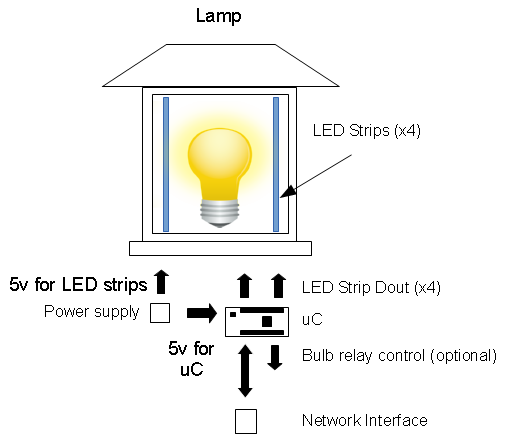 Lamp
LED Strips (x4)
5v for LED strips
LED Strip Dout (x4)
Power supply
uC
5v for
uC
Bulb relay control (optional)
Network Interface